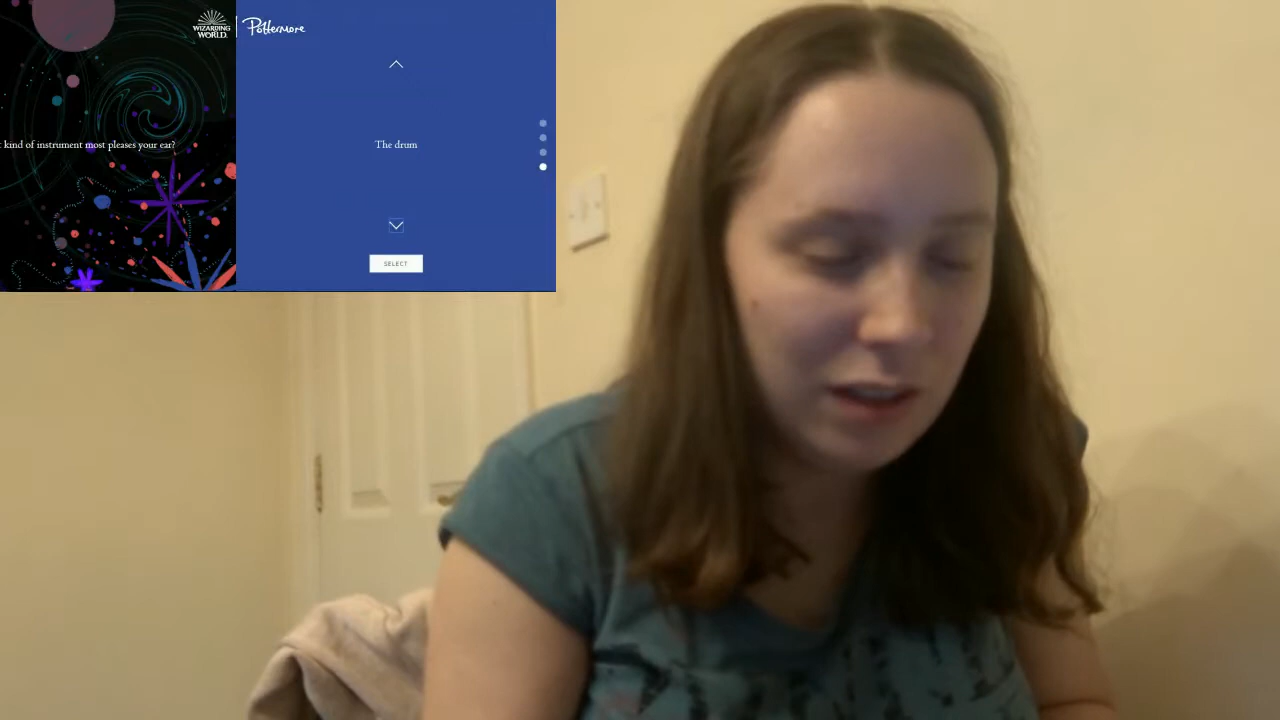 WIZARDING
WORLD
Pottermore
kind of instrument most pleases your ear?
The drum
SELECT